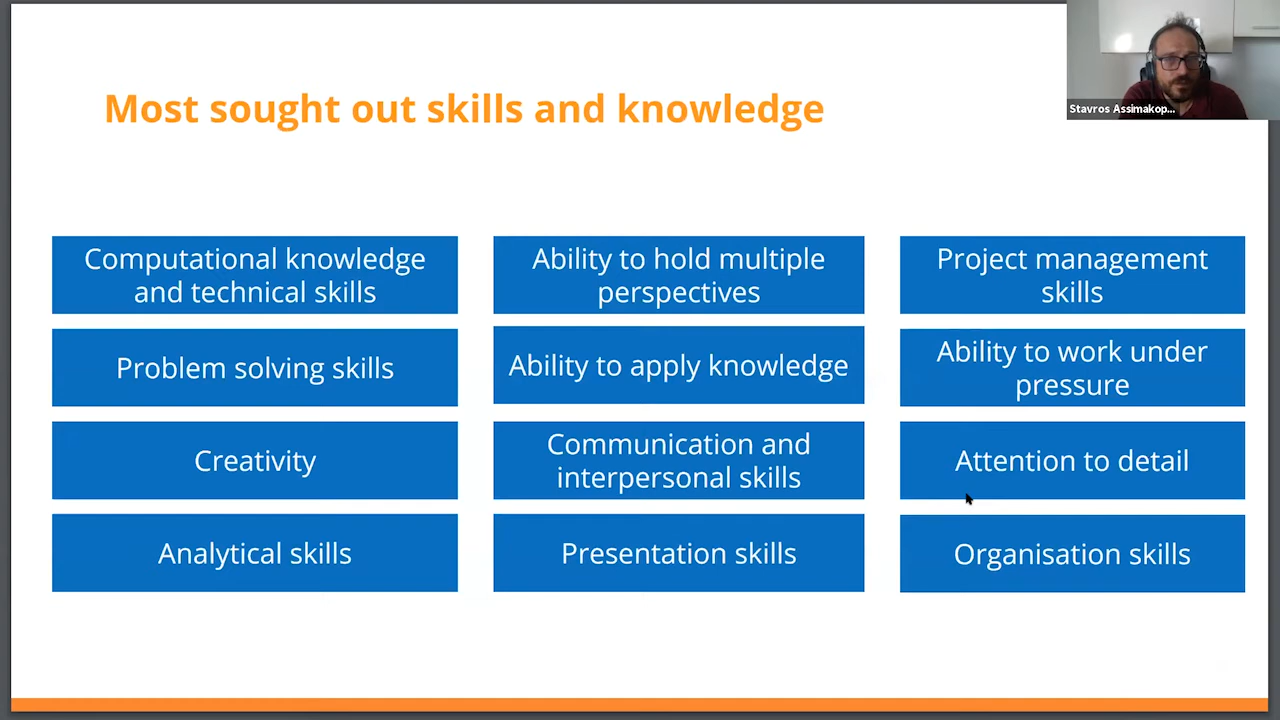 Stavros Assimakop...
Most sought out skills and knowledge
Computational knowledge
and technical skills
Ability to hold multiple
perspectives
Project management
skills
Problem solving skills
Ability to apply knowledge
Ability to work under
pressure
Creativity
Communication and
interpersonal skills
Attention to detail
Analytical skills
Presentation skills
Organisation skills